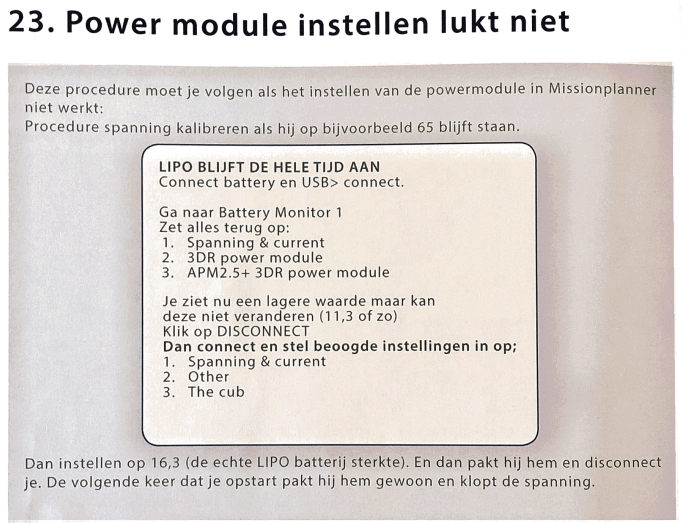 23. Power module instellen lukt niet
Deze procedure moet je volgen als het instellen van de powermodule in Missionplanner
niet werkt:
Procedure spanning kalibreren als hij op bijvoorbeeld 65 blijft staan.
LIPO BLIJFT DE HELE TIJD AAN
Connect battery en USB> connect.
Ga naar Battery Monitor 1
Zet alles terug op:
1. Spanning & current
2. 3DR power module
3. APM2.5+ 3DR power module
Je ziet nu een lagere waarde maar kan
deze niet veranderen (11,3 of zo)
Klik op DISCONNECT
Dan connect en stel beoogde instellingen in op;
1. Spanning & current
2. Other
3. The cub
Dan instellen op 16,3 (de echte LIPO batterij sterkte). En dan pakt hij hem en disconnect
je. De volgende keer dat je opstart pakt hij hem gewoon en klopt de spanning.